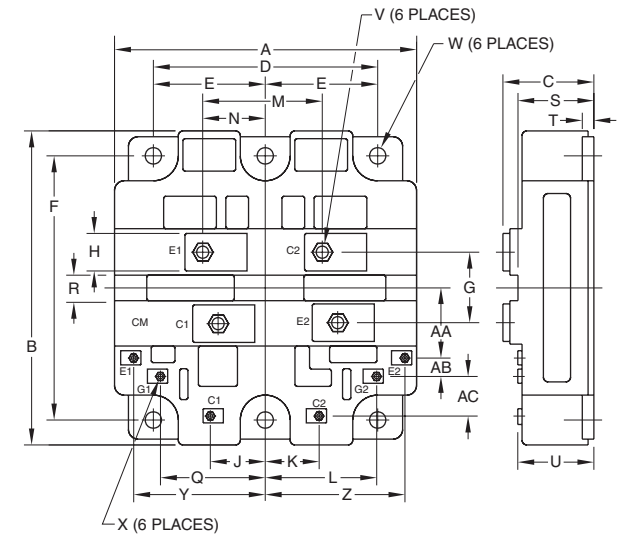 V (6 PLACES)
W (6 PLACES)
A
D
C
E E
S
M
T
N
F
H E1 C2
G
R
CM C1 E2
AA
B
E1 E2 AB
G1 G2
AC
C1 C2
J K
Q L U
Y Z
X (6 PLACES)